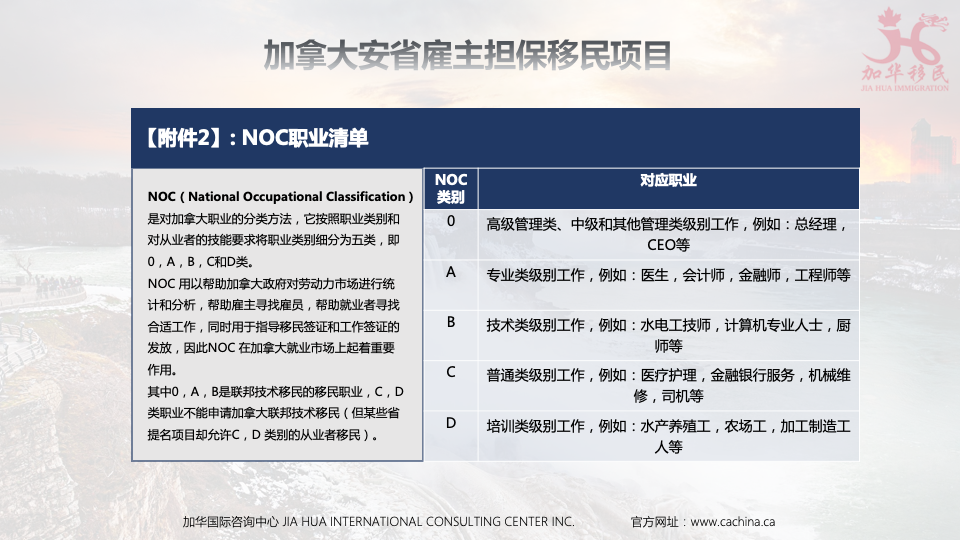 加拿大安省雇主担保移民项目
加华移民
JIA HUA IMMIGRATION
【附件2】: NOC职业清单
NOC（National Occupational Classification）
是对加拿大职业的分类方法，它按照职业类别和
对从业者的技能要求将职业类别细分为五类，即
0，A，B，C和D类。
NOC 用以帮助加拿大政府对劳动力市场进行统
计和分析，帮助雇主寻找雇员，帮助就业者寻找
合适工作，同时用于指导移民签证和工作签证的
发放，因此NOC 在加拿大就业市场上起着重要
作用。
其中0，A，B是联邦技术移民的移民职业，C，D
类职业不能申请加拿大联邦技术移民（但某些省
提名项目却允许C，D 类别的从业者移民）。
NOC
类别
对应职业
0
高级管理类、中级和其他管理类级别工作，例如：总经理，
CEO等
A
专业类级别工作，例如：医生，会计师，金融师，工程师等
B
技术类级别工作，例如：水电工技师，计算机专业人士，厨
师等
C
普通类级别工作，例如：医疗护理，金融银行服务，机械维
修，司机等
D
培训类级别工作，例如：水产养殖工，农场工，加工制造工
人等
加华国际咨询中心 JIA HUA INTERNATIONAL CONSULTING CENTER INC.
官方网址：www.cachina.ca